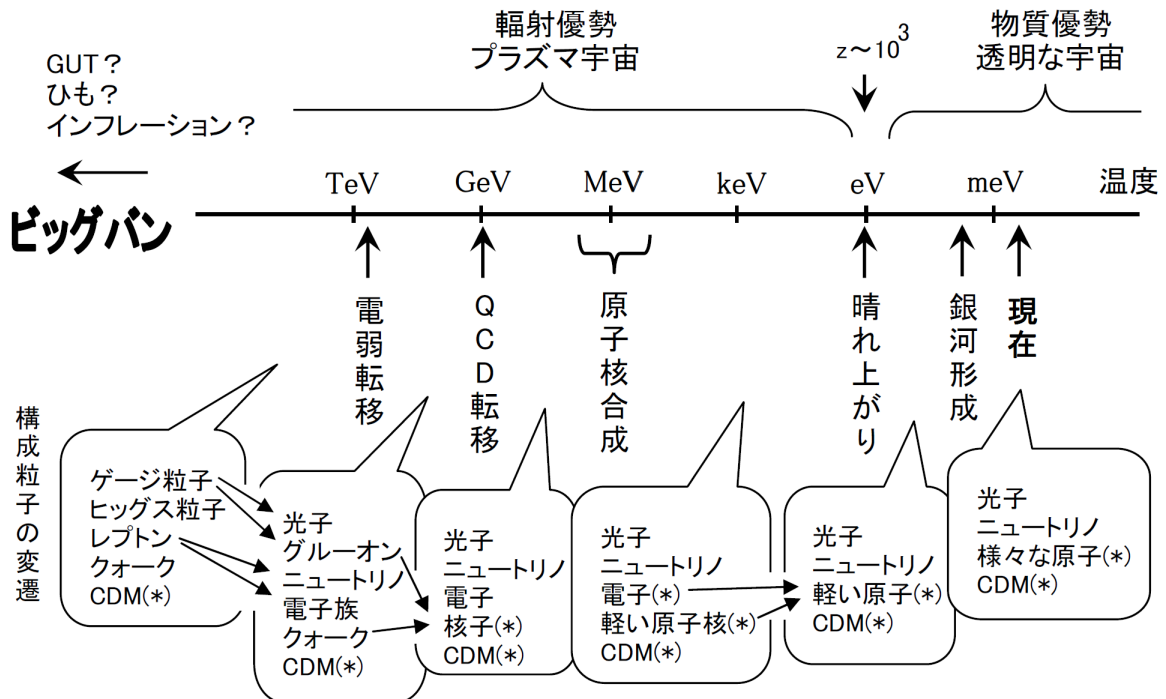 GUT？
ひも？
インフレーション？
輻射優勢
プラズマ宇宙
z～10³
物質優勢
透明な宇宙
TeV
GeV
MeV
keV
eV
meV
温度
ビッグバン
電弱転移
QCD転移
原子核合成
晴れ上がり
銀河形成
現在
構成粒子の変遷
ゲージ粒子
ヒッグス粒子
レプトン
クォーク
CDM(*)
光子
グルーオン
ニュートリノ
電子族
クォーク
CDM(*)
光子
ニュートリノ
電子
核子(*)
CDM(*)
光子
ニュートリノ
電子(*)
軽い原子核(*)
CDM(*)
光子
ニュートリノ
軽い原子(*)
CDM(*)
光子
ニュートリノ
様々な原子(*)
CDM(*)